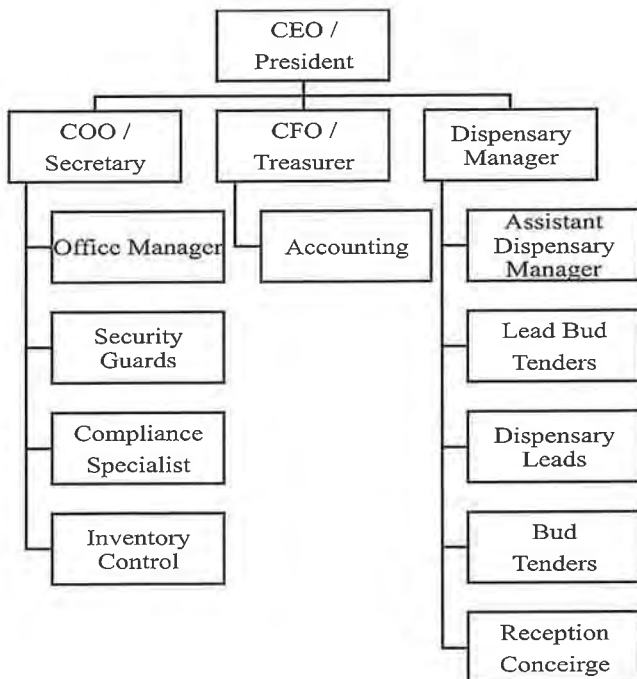 CEO /
President
COO /
Secretary
CFO /
Treasurer
Dispensary
Manager
Office Manager
Security
Guards
Compliance
Specialist
Inventory
Control
Accounting
Assistant
Dispensary
Manager
Lead Bud
Tenders
Dispensary
Leads
Bud
Tenders
Reception
Conceirge